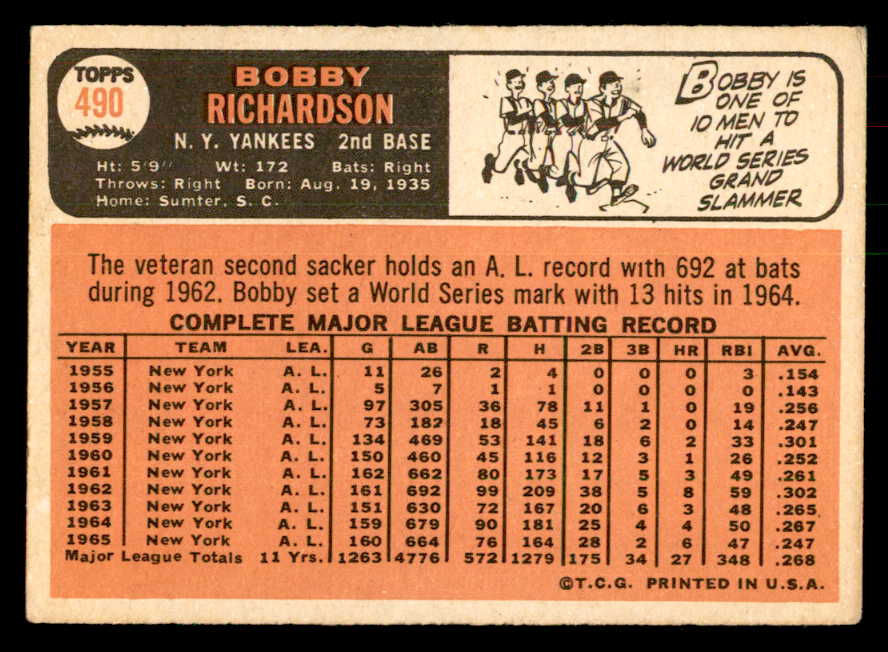 TOPPS
490
BOBBY
RICHARDSON
N. Y. YANKEES 2nd BASE
Ht: 5'9" Wt: 172 Bats: Right
Throws: Right Born: Aug. 19, 1935
Home: Sumter, S. C.
BOBBY IS
ONE OF
10 MEN TO
HIT A
WORLD SERIES
GRAND
SLAMMER
The veteran second sacker holds an A. L. record with 692 at bats
during 1962. Bobby set a World Series mark with 13 hits in 1964.
COMPLETE MAJOR LEAGUE BATTING RECORD
YEAR TEAM LEA. G AB R H 2B 3B HR RBI AVG.
1955 New York A. L. 11 26 2 4 0 0 0 3 .154
1956 New York A. L. 5 7 1 1 0 0 0 0 .143
1957 New York A. L. 97 305 36 78 11 1 0 19 .256
1958 New York A. L. 73 182 18 45 6 2 0 14 .247
1959 New York A. L. 134 469 53 141 18 6 2 33 .301
1960 New York A. L. 150 460 45 116 12 3 1 26 .252
1961 New York A. L. 162 662 80 173 17 5 3 49 .261
1962 New York A. L. 161 692 99 209 38 5 8 59 .302
1963 New York A. L. 151 630 72 167 20 6 3 48 .265
1964 New York A. L. 159 679 90 181 25 4 4 50 .267
1965 New York A. L. 160 664 76 164 28 2 6 47 .247
Major League Totals 11 Yrs. 1263 4776 572 1279 175 34 27 348 .268
©T.C.G. PRINTED IN U.S.A.